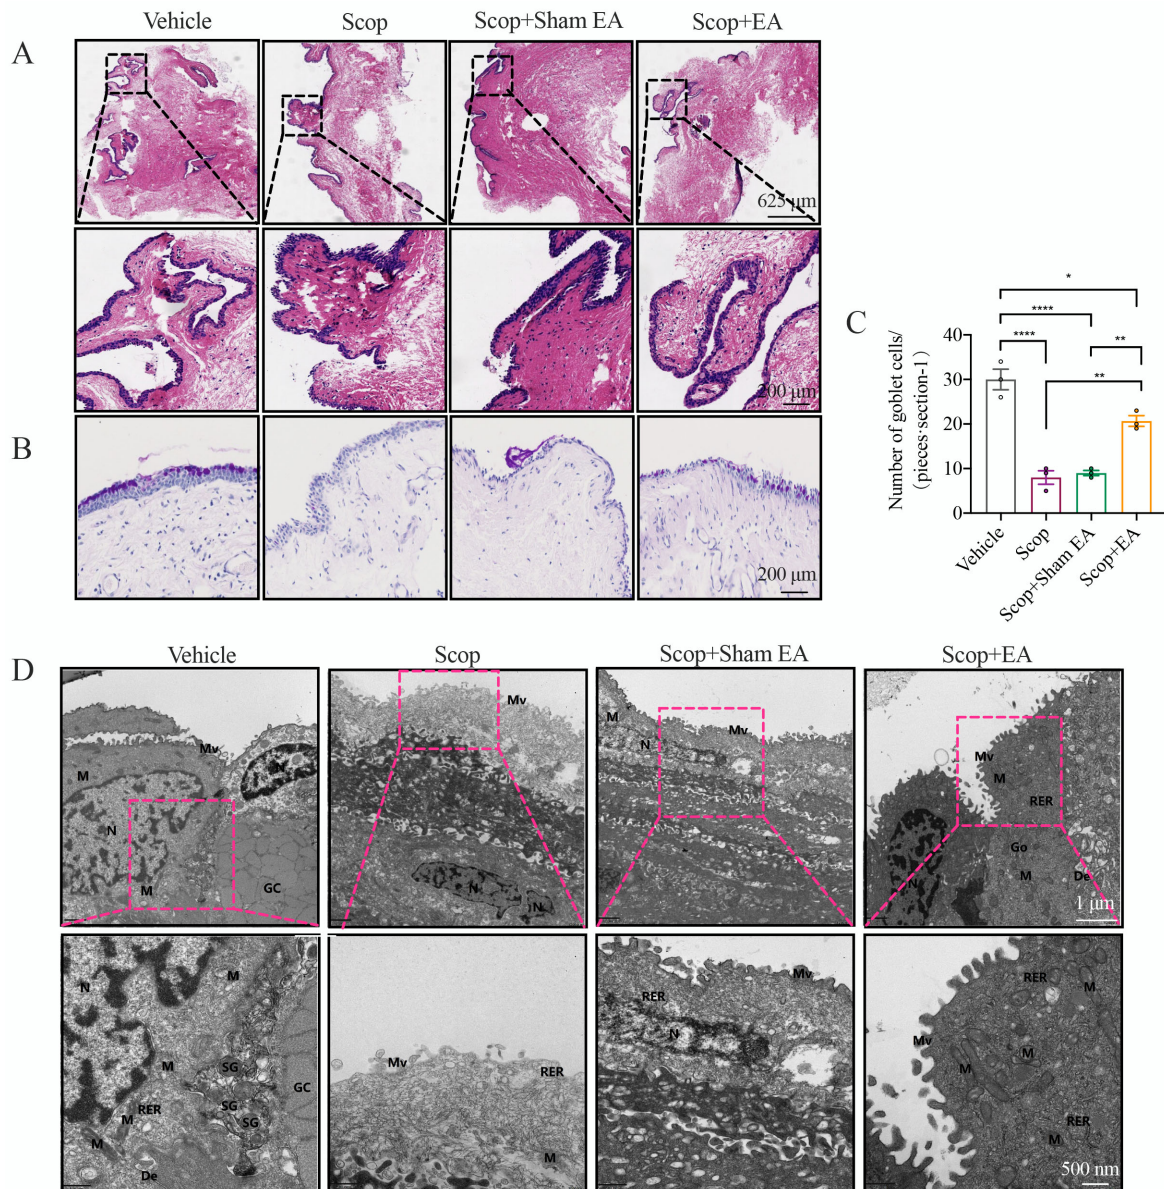 Vehicle Scop Scop+Sham EA Scop+EA
A
625 μm
200 μm
B
200 μm
C
*
****
**** **
**
Number of goblet cells/
(pieces·section-1)
40
30
20
10
0
Vehicle
Scop
Scop+Sham EA
Scop+EA
D
Vehicle Scop Scop+Sham EA Scop+EA
Mv M N N M GC
Mv N N
M Mv N
Mv M RER Go M De N
1 μm
N M SG M RER SG GC M SG M De
Mv RER M
Mv RER N
RER M Mv M M RER M
500 nm